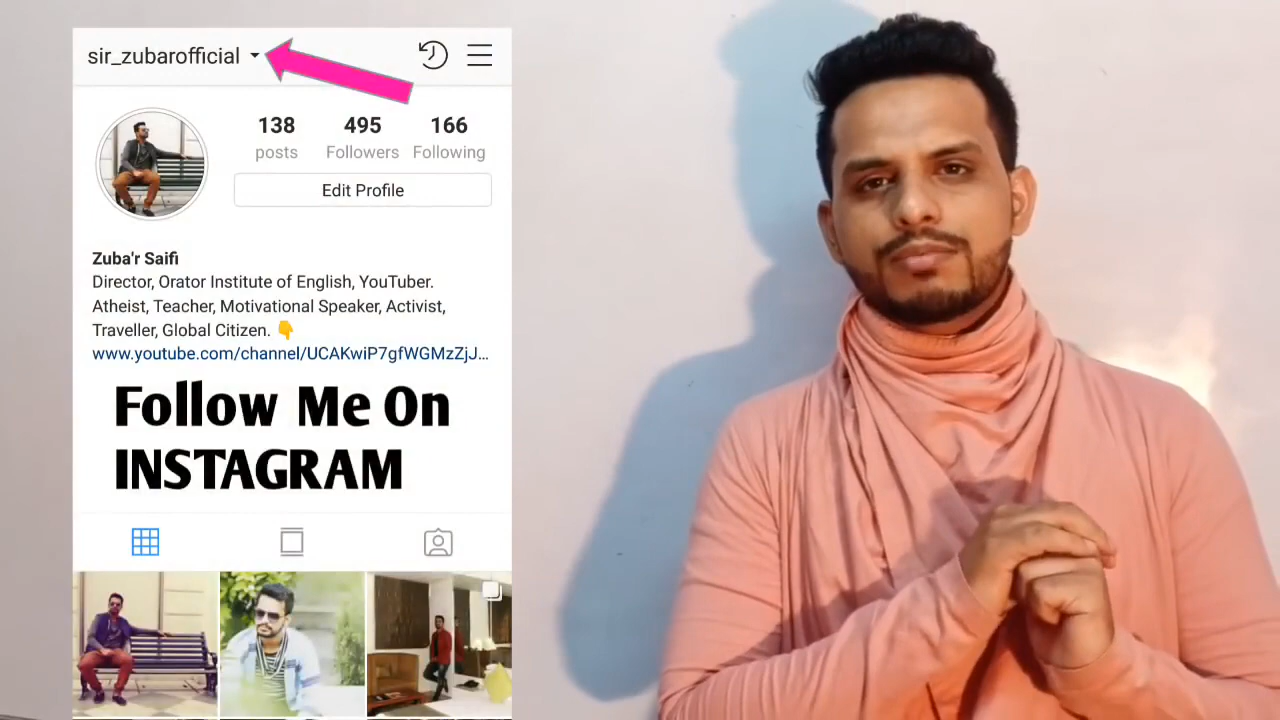 sir_zubarofficial
138 495 166
posts Followers Following
Edit Profile
Zuba'r Saifi
Director, Orator Institute of English, YouTuber.
Atheist, Teacher, Motivational Speaker, Activist,
Traveller, Global Citizen. 👇
www.youtube.com/channel/UCAKwiP7gfWGMzZjJ...
Follow Me On
INSTAGRAM